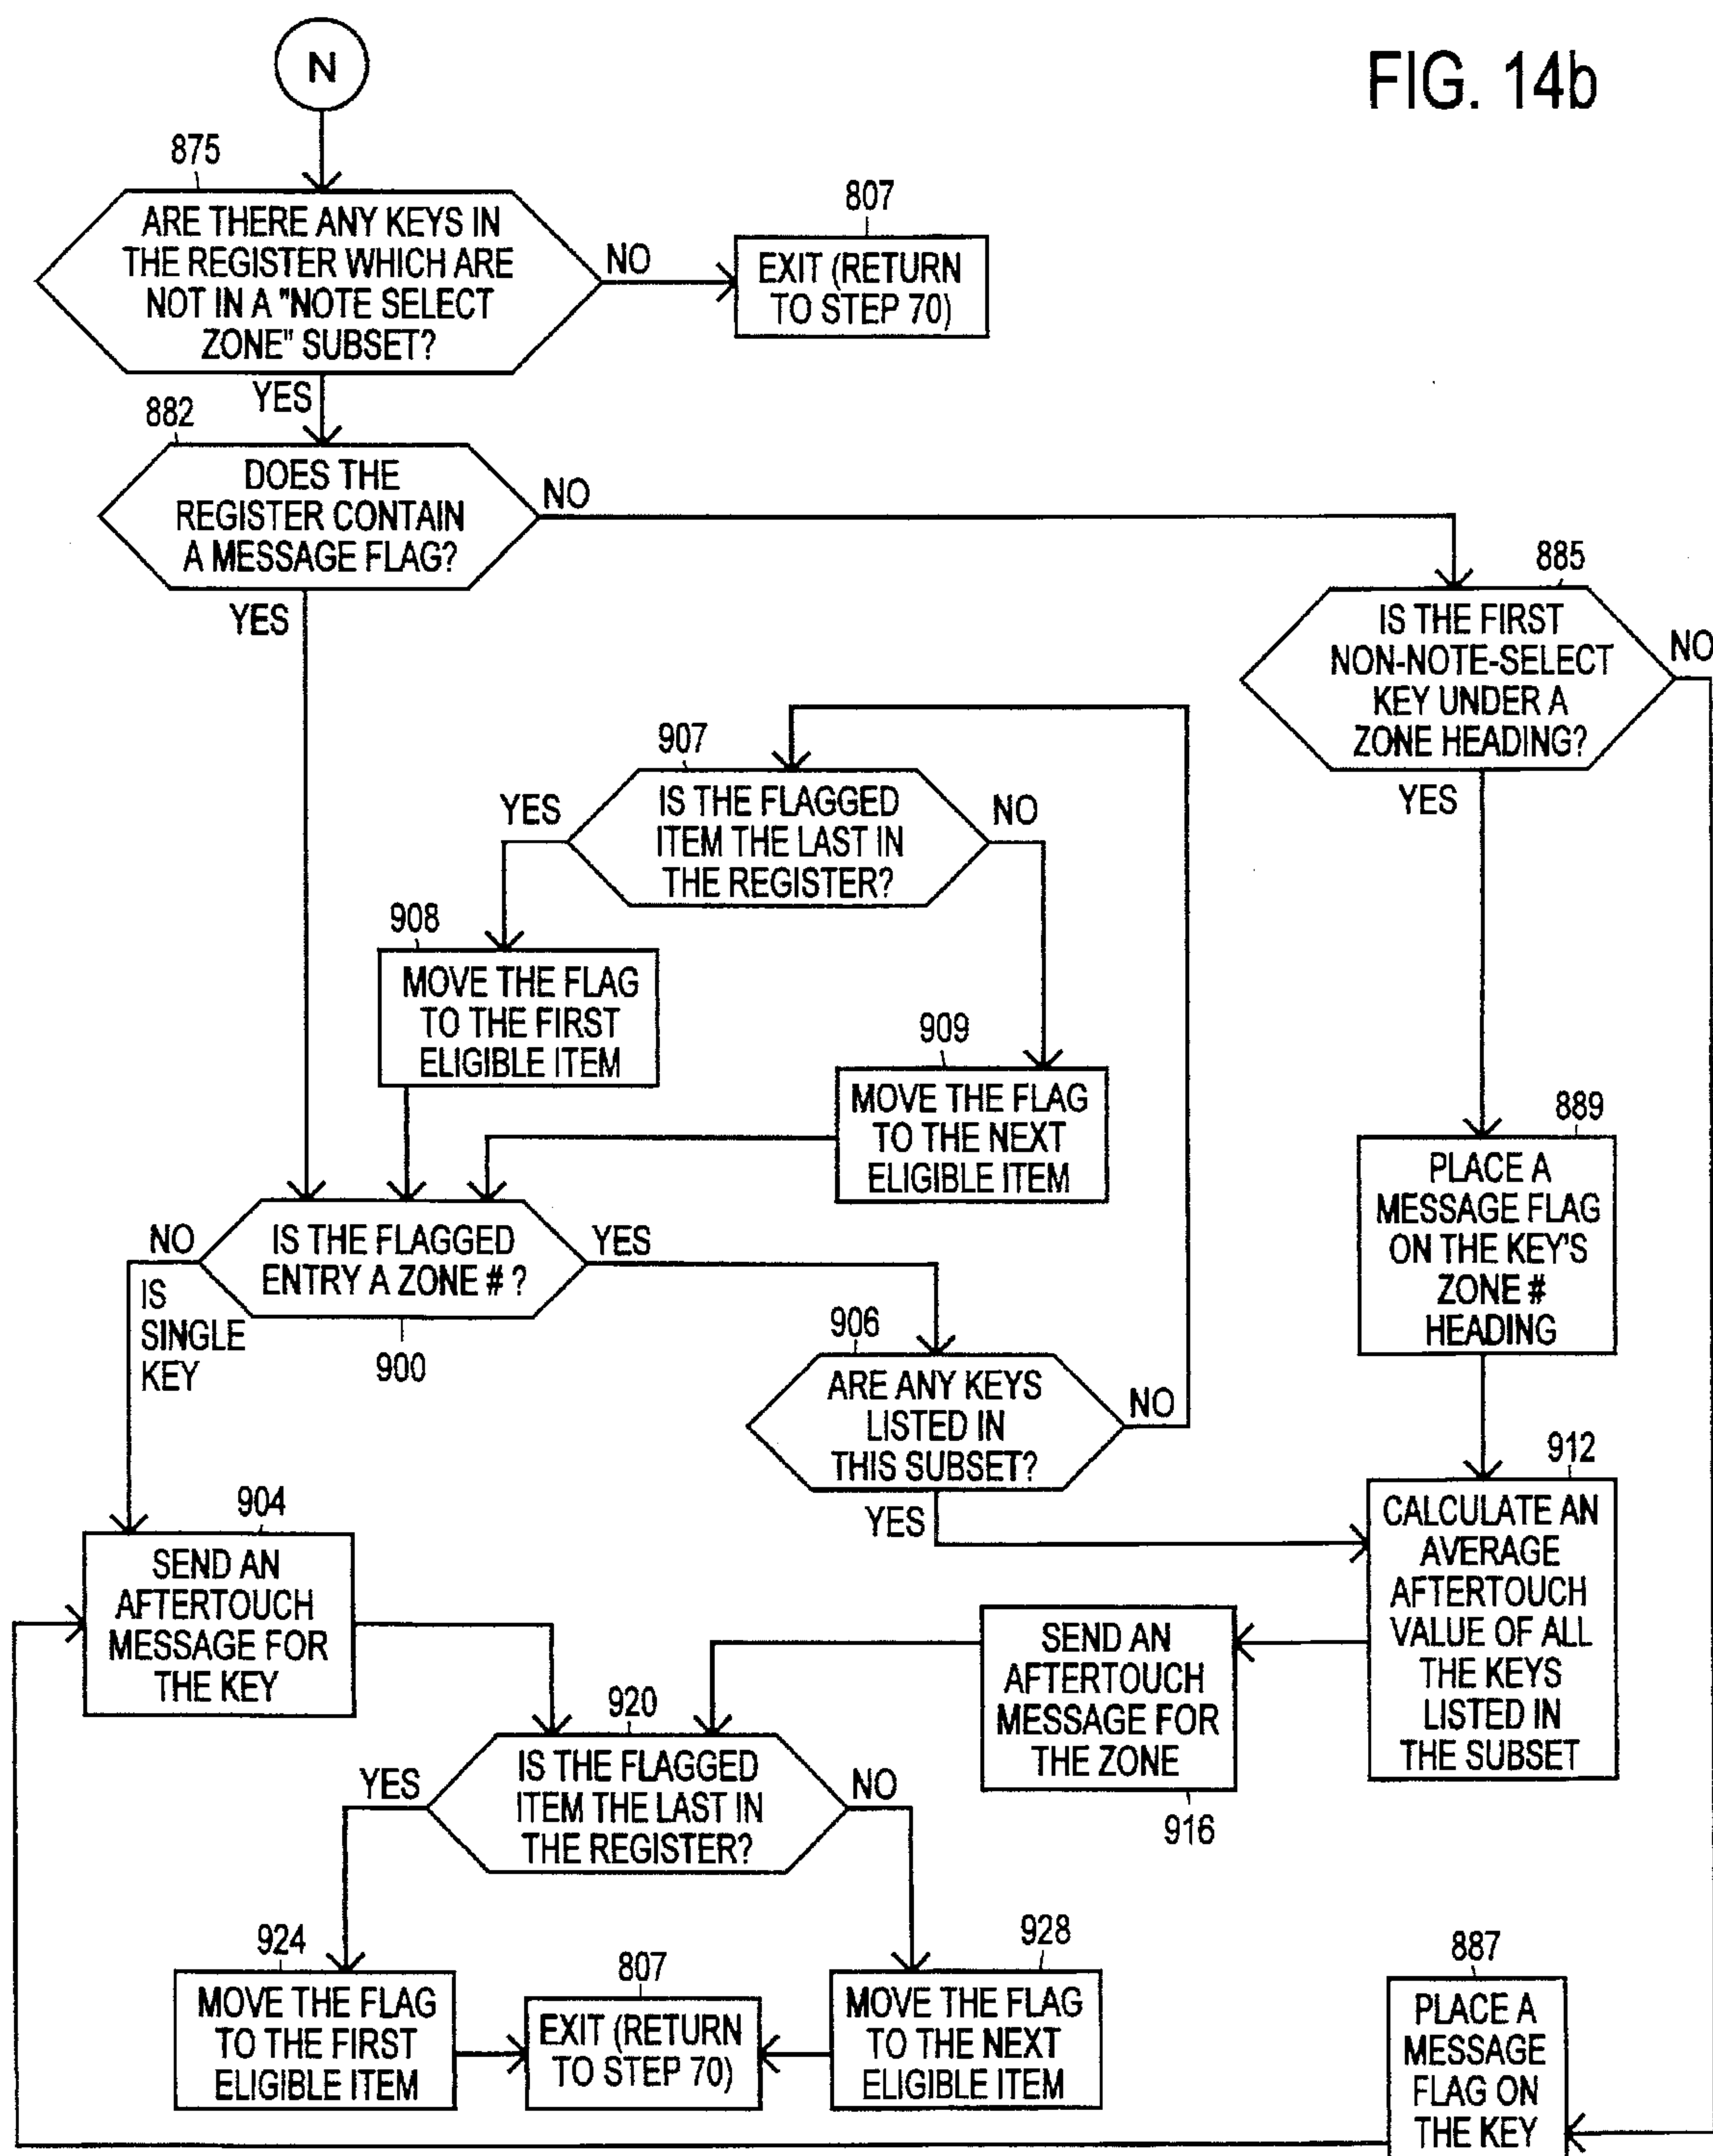 FIG. 14b
N
875
ARE THERE ANY KEYS IN
THE REGISTER WHICH ARE
NOT IN A "NOTE SELECT
ZONE" SUBSET?
NO
807
EXIT (RETURN
TO STEP 70)
YES
882
DOES THE
REGISTER CONTAIN
A MESSAGE FLAG?
NO
YES
885
IS THE FIRST
NON-NOTE-SELECT
KEY UNDER A
ZONE HEADING?
NO
YES
907
IS THE FLAGGED
ITEM THE LAST IN
THE REGISTER?
YES
NO
908
MOVE THE FLAG
TO THE FIRST
ELIGIBLE ITEM
909
MOVE THE FLAG
TO THE NEXT
ELIGIBLE ITEM
889
PLACE A
MESSAGE FLAG
ON THE KEY'S
ZONE #
HEADING
IS THE FLAGGED
ENTRY A ZONE # ?
900
NO
IS
SINGLE
KEY
YES
906
ARE ANY KEYS
LISTED IN
THIS SUBSET?
NO
YES
912
CALCULATE AN
AVERAGE
AFTERTOUCH
VALUE OF ALL
THE KEYS
LISTED IN
THE SUBSET
904
SEND AN
AFTERTOUCH
MESSAGE FOR
THE KEY
SEND AN
AFTERTOUCH
MESSAGE FOR
THE ZONE
916
920
IS THE FLAGGED
ITEM THE LAST IN
THE REGISTER?
YES
NO
924
MOVE THE FLAG
TO THE FIRST
ELIGIBLE ITEM
807
EXIT (RETURN
TO STEP 70)
928
MOVE THE FLAG
TO THE NEXT
ELIGIBLE ITEM
887
PLACE A
MESSAGE
FLAG ON
THE KEY